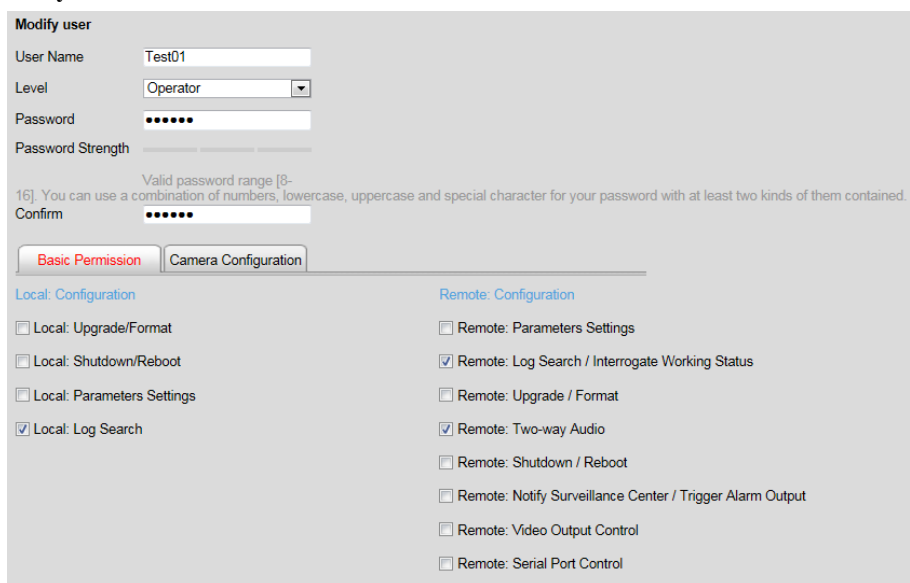 Modify user
User Name Test01
Level Operator
Password ••••••
Password Strength
Valid password range [8-
16]. You can use a combination of numbers, lowercase, uppercase and special character for your password with at least two kinds of them contained.
Confirm ••••••
Basic Permission Camera Configuration
Local: Configuration Remote: Configuration
Local: Upgrade/Format Remote: Parameters Settings
Local: Shutdown/Reboot Remote: Log Search / Interrogate Working Status
Local: Parameters Settings Remote: Upgrade / Format
Local: Log Search Remote: Two-way Audio
Remote: Shutdown / Reboot
Remote: Notify Surveillance Center / Trigger Alarm Output
Remote: Video Output Control
Remote: Serial Port Control